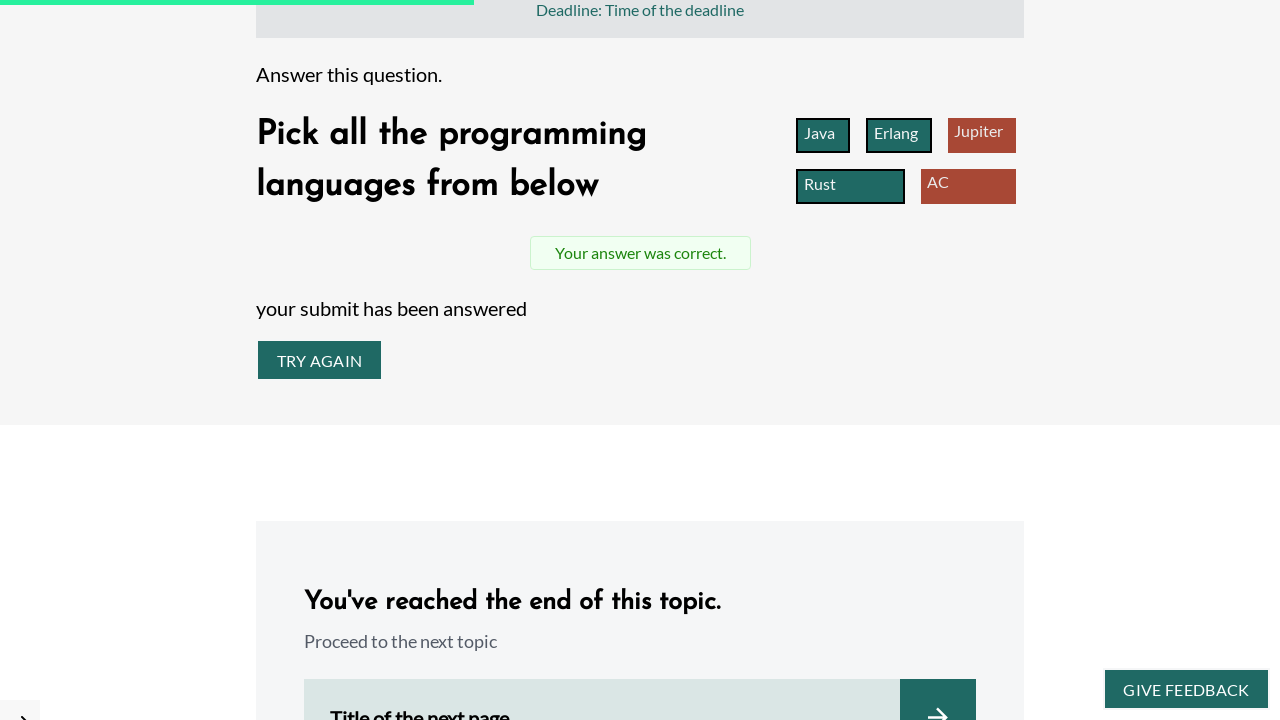 Deadline: Time of the deadline
Answer this question.
Pick all the programming
languages from below
Java
Erlang
Jupiter
Rust
AC
Your answer was correct.
your submit has been answered
TRY AGAIN
You've reached the end of this topic.
Proceed to the next topic
GIVE FEEDBACK
Title of the next page